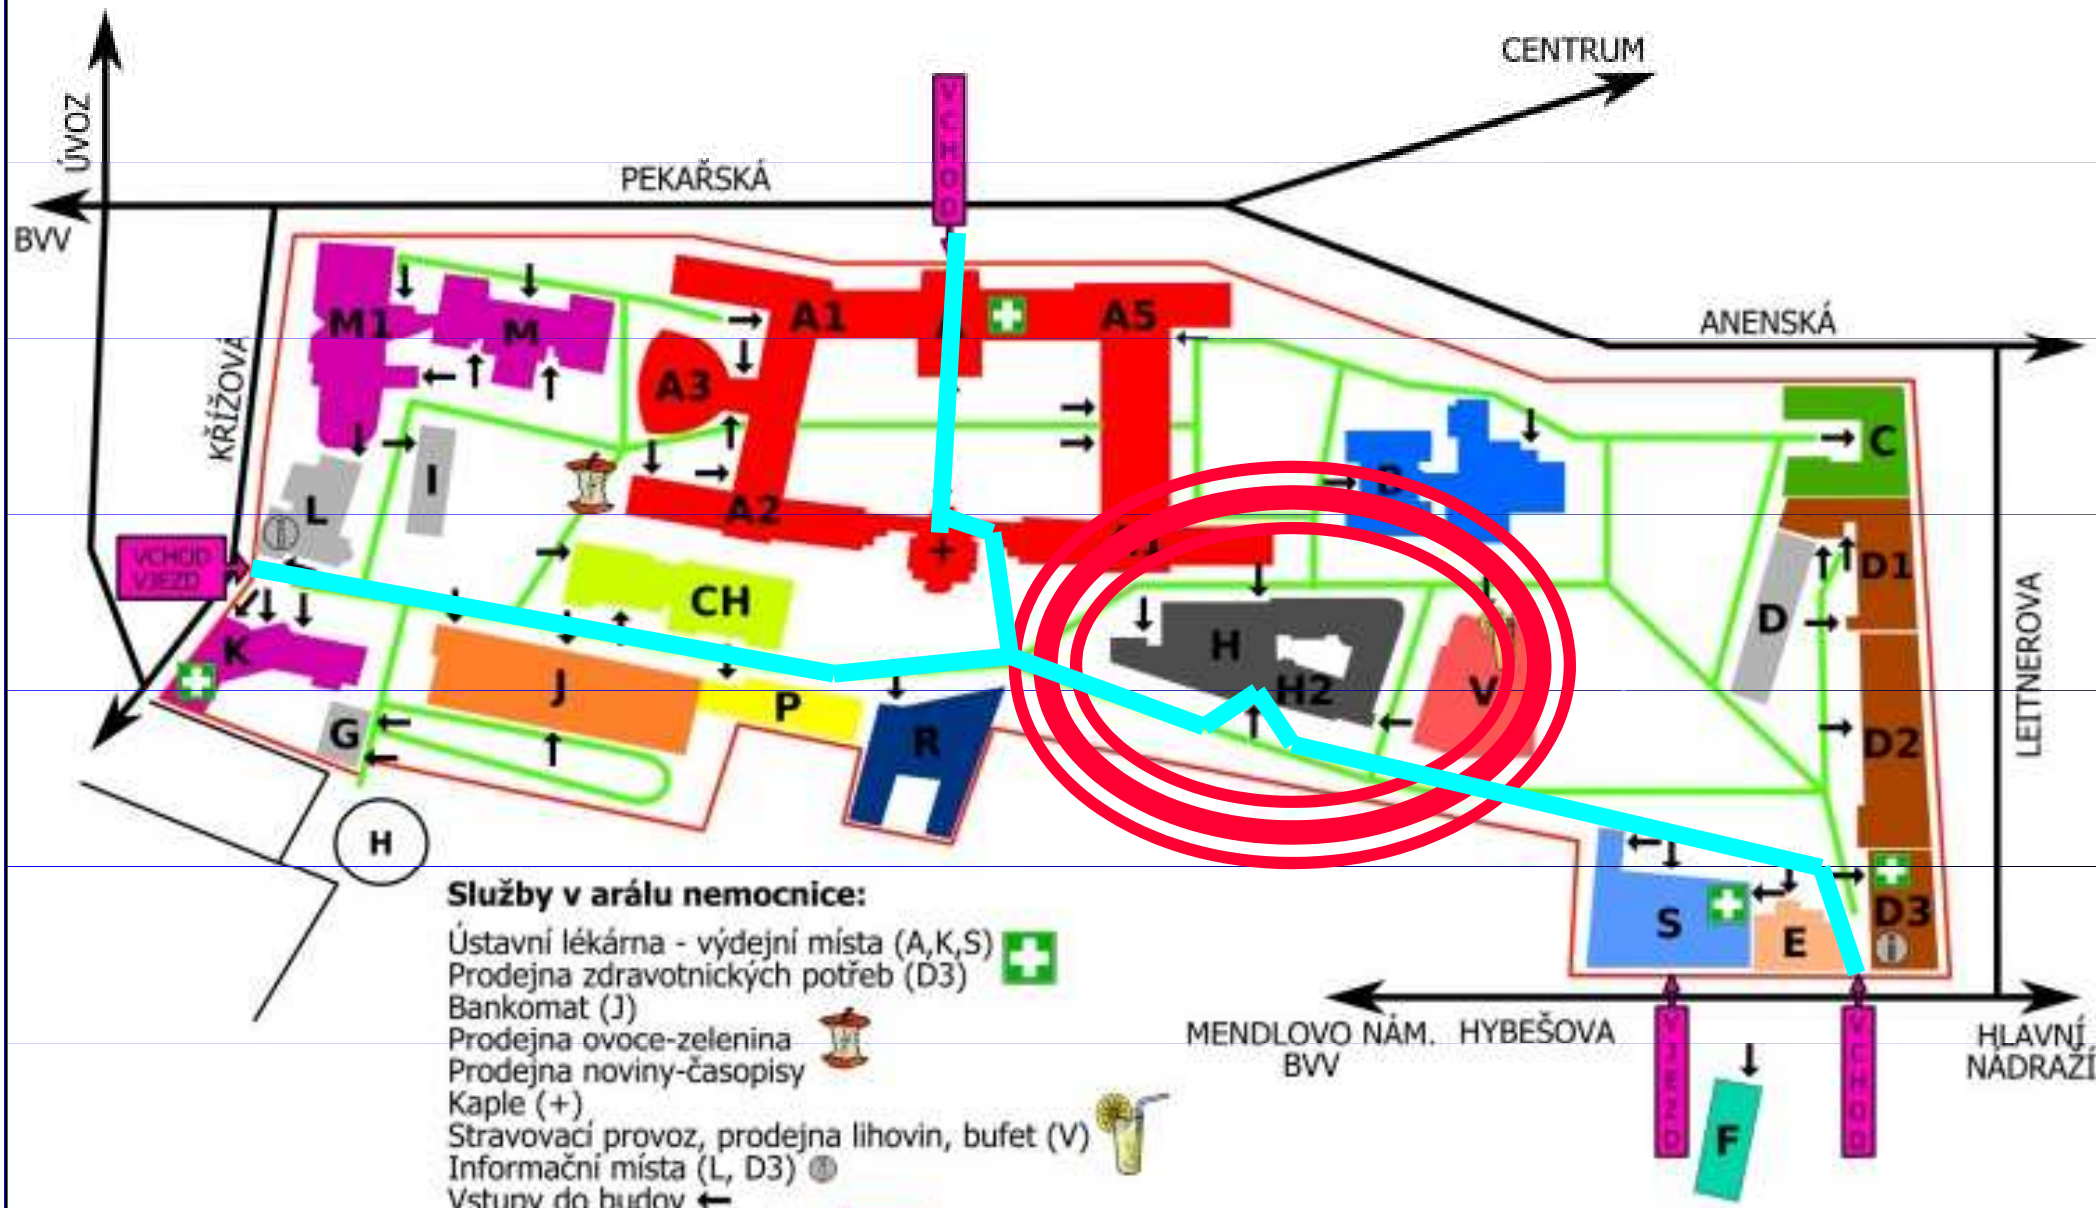 CENTRUM
ÚVOZ
VCHOD
PEKAŘSKÁ
BVV
ANENSKÁ
KŘÍŽOVÁ
M1
M
A1
A5
A3
C
I
L
B
A2
D1
VCHOD
VJEZD
CH
D
K
H
LEITNEROVA
J
P
H2
V
G
R
D2
H
S
E
D3
MENDLOVO NÁM.
BVV
HYBEŠOVA
HLAVNÍ
NÁDRAŽÍ
VJEZD
VCHOD
F
Služby v arálu nemocnice:
Ústavní lékárna - výdejní místa (A,K,S)
Prodejna zdravotnických potřeb (D3)
Bankomat (J)
Prodejna ovoce-zelenina
Prodejna noviny-časopisy
Kaple (+)
Stravovací provoz, prodejna lihovin, bufet (V)
Informační místa (L, D3)
Vstupy do budov